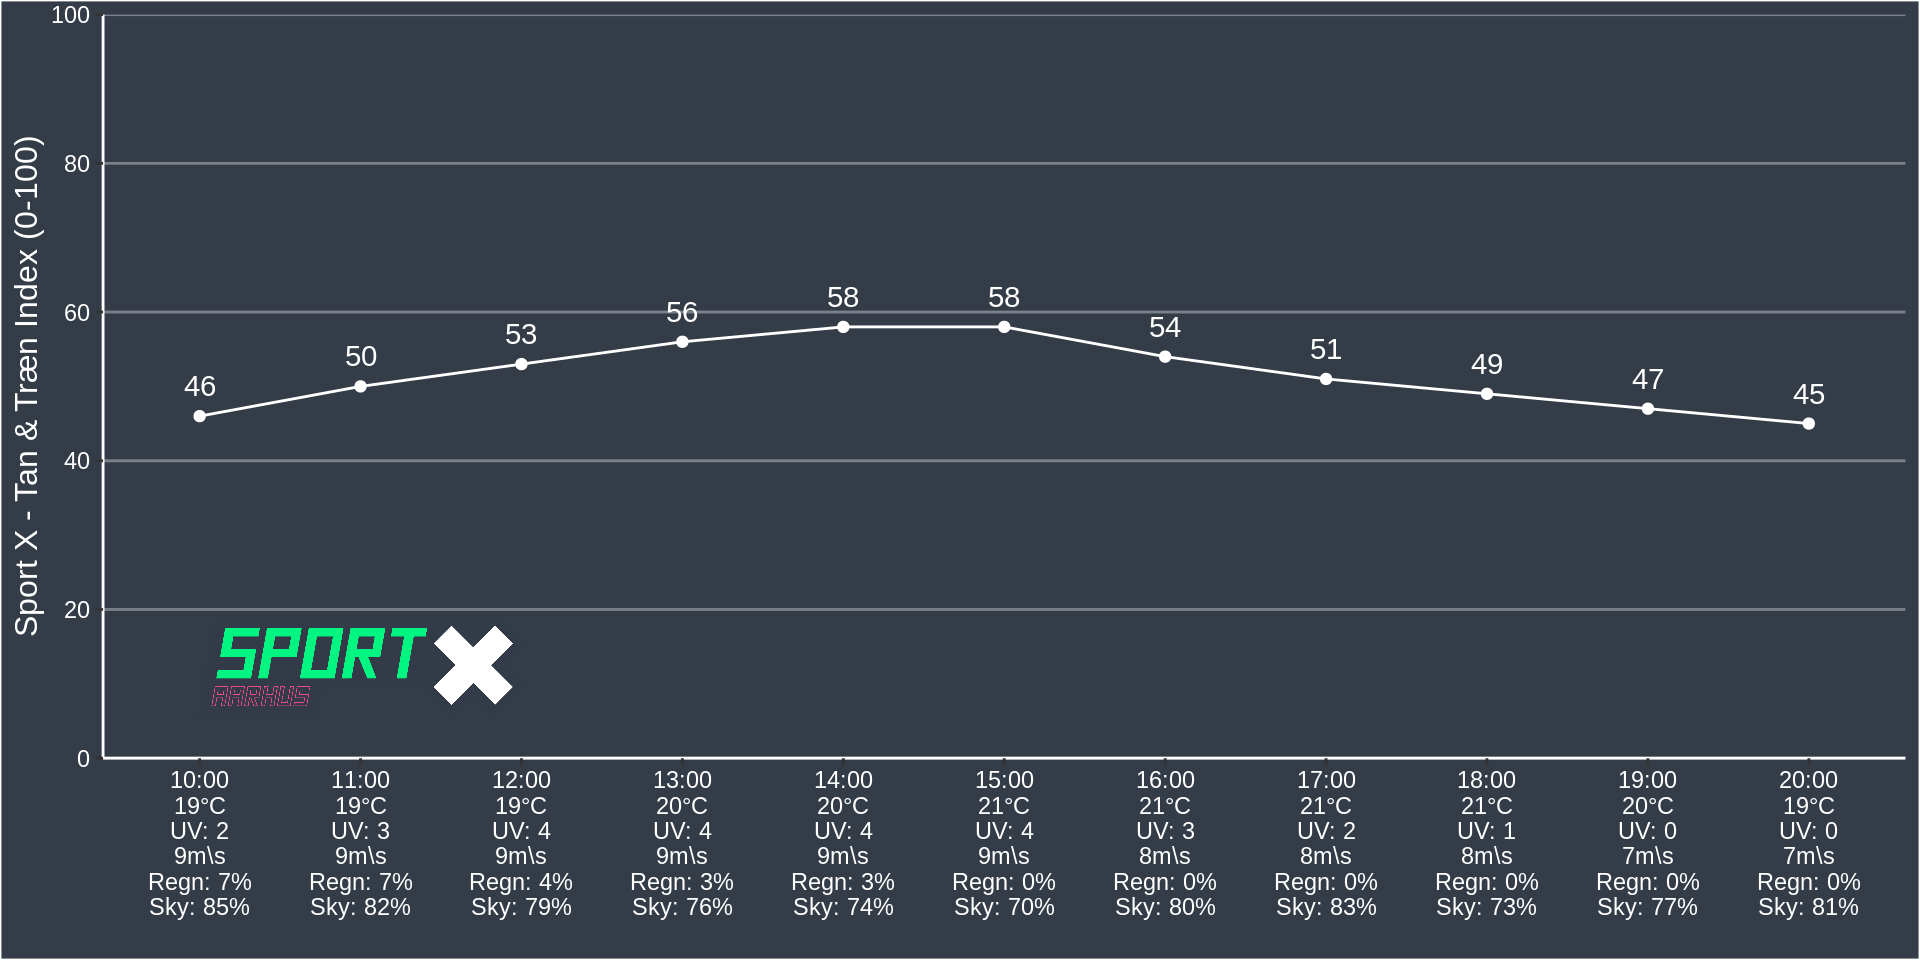 Sport X - Tan & Træn Index (0-100)
100
80
60
40
20
0
46
50
53
56
58
58
54
51
49
47
45
SPORT X
AARHUS
10:00 11:00 12:00 13:00 14:00 15:00 16:00 17:00 18:00 19:00 20:00
19°C 19°C 19°C 20°C 20°C 21°C 21°C 21°C 21°C 20°C 19°C
UV: 2 UV: 3 UV: 4 UV: 4 UV: 4 UV: 4 UV: 3 UV: 2 UV: 1 UV: 0 UV: 0
9m\s 9m\s 9m\s 9m\s 9m\s 9m\s 8m\s 8m\s 8m\s 7m\s 7m\s
Regn: 7% Regn: 7% Regn: 4% Regn: 3% Regn: 3% Regn: 0% Regn: 0% Regn: 0% Regn: 0% Regn: 0% Regn: 0%
Sky: 85% Sky: 82% Sky: 79% Sky: 76% Sky: 74% Sky: 70% Sky: 80% Sky: 83% Sky: 73% Sky: 77% Sky: 81%